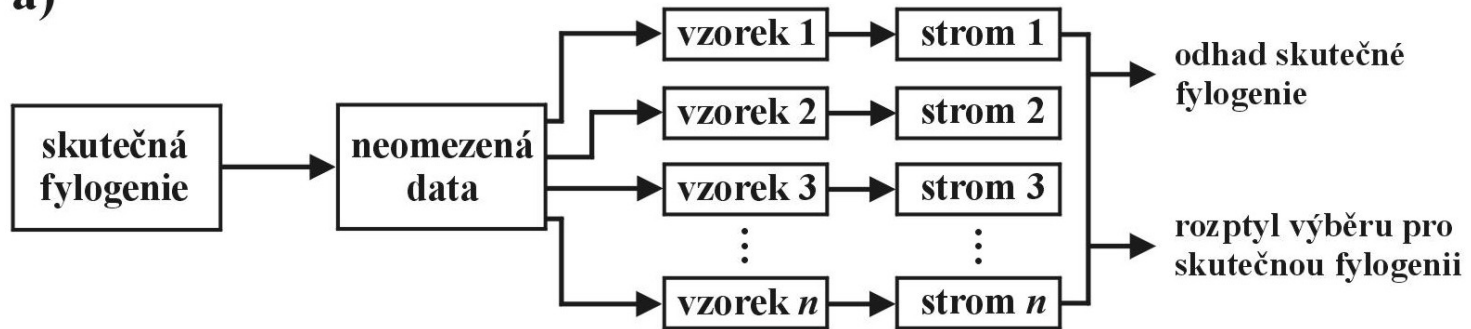 a)
skutečná
fylogenie
neomezená
data
vzorek 1
strom 1
vzorek 2
strom 2
vzorek 3
strom 3
vzorek n
strom n
odhad skutečné
fylogenie
rozptyl výběru pro
skutečnou fylogenii